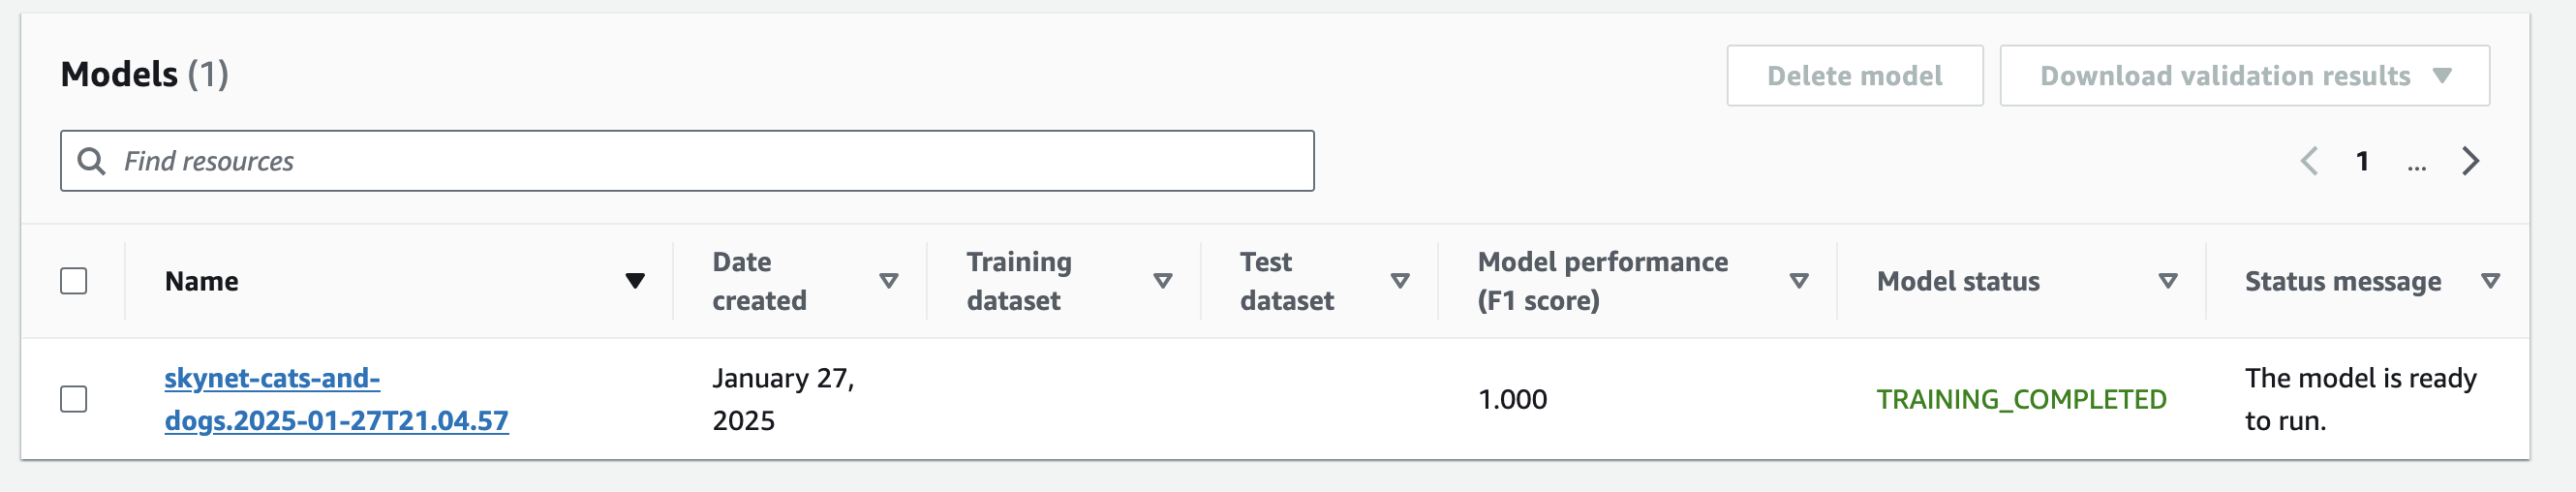 Models (1)
Delete model
Download validation results
Find resources
1
...
Name
Date
created
Training
dataset
Test
dataset
Model performance
(F1 score)
Model status
Status message
skynet-cats-and-
dogs.2025-01-27T21.04.57
January 27,
2025
1.000
TRAINING_COMPLETED
The model is ready
to run.